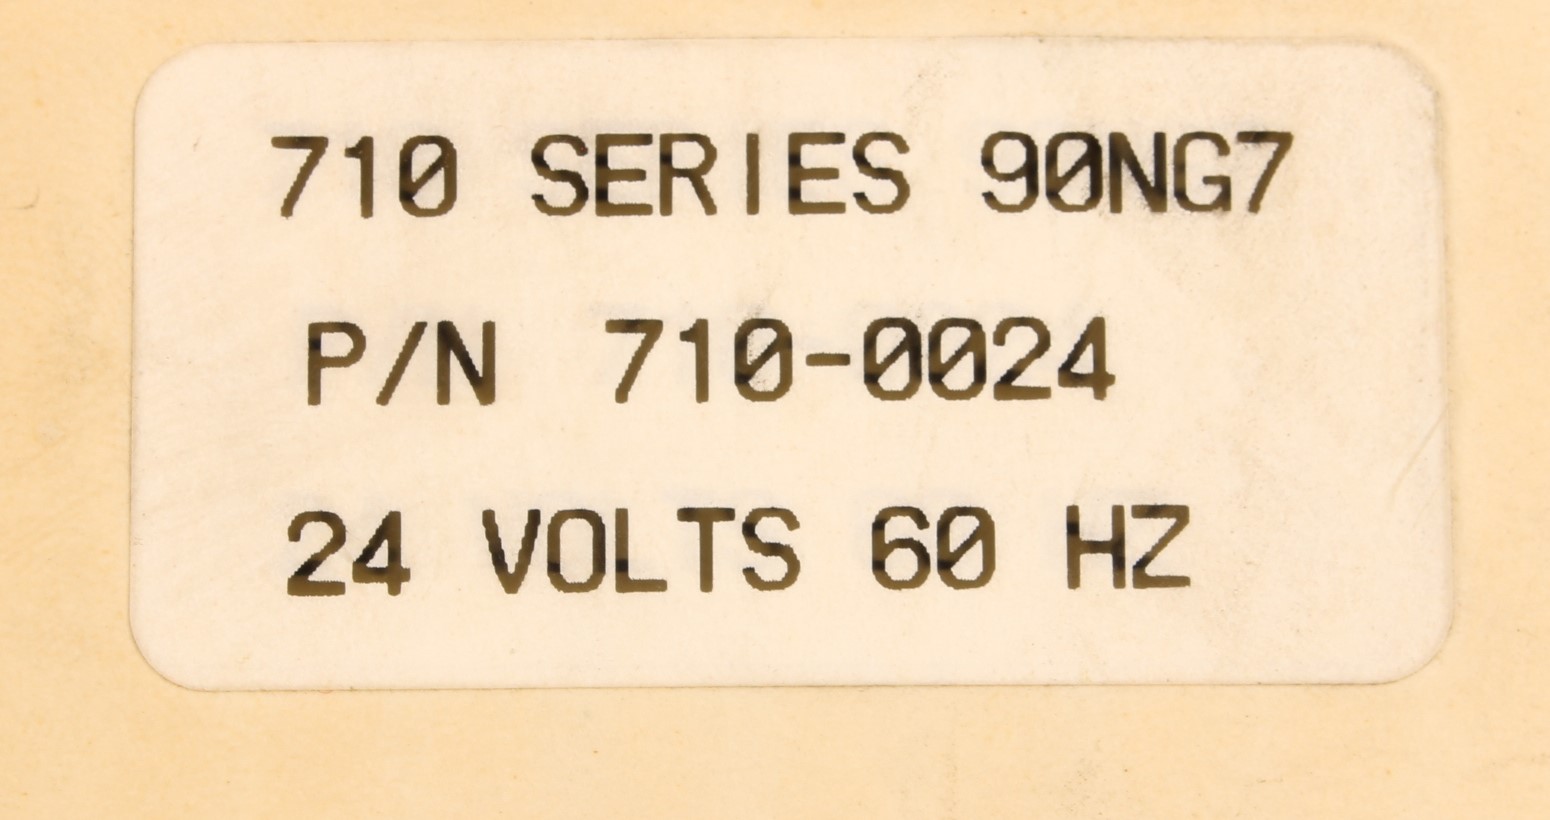 710 SERIES 90NG7
P/N 710-0024
24 VOLTS 60 HZ